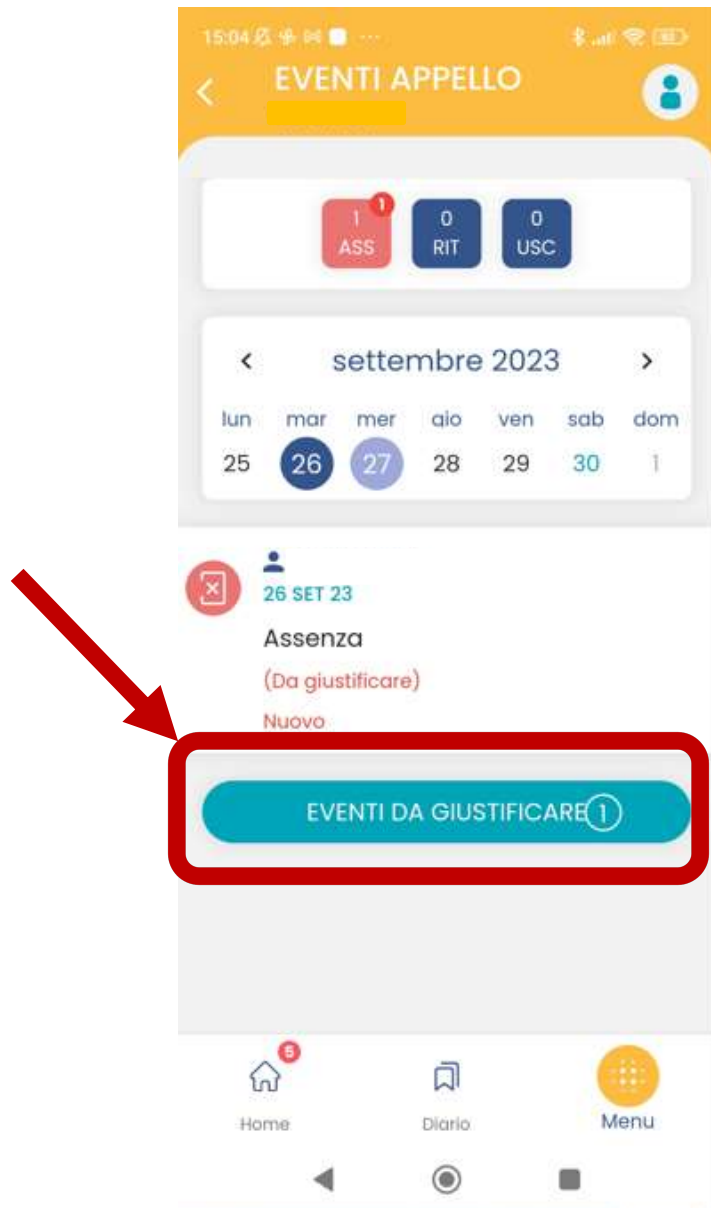 15:04
EVENTI APPELLO
1 0 0
1
ASS RIT USC
settembre 2023
lun mar mer gio ven sab dom
25 26 27 28 29 30 1
26 SET 23
Assenza
(Da giustificare)
Nuovo
EVENTI DA GIUSTIFICARE 1
5
Home Diario Menu